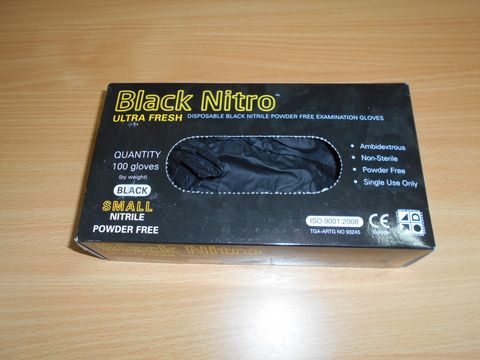 Black Nitro™
ULTRA FRESH DISPOSABLE BLACK NITRILE POWDER FREE EXAMINATION GLOVES
QUANTITY
100 gloves
(by weight)
BLACK
SMALL
NITRILE
POWDER FREE
• Ambidextrous
• Non-Sterile
• Powder Free
• Single Use Only
ISO 9001:2008
TGA-ARTG NO 93245
CE
Black Nitro